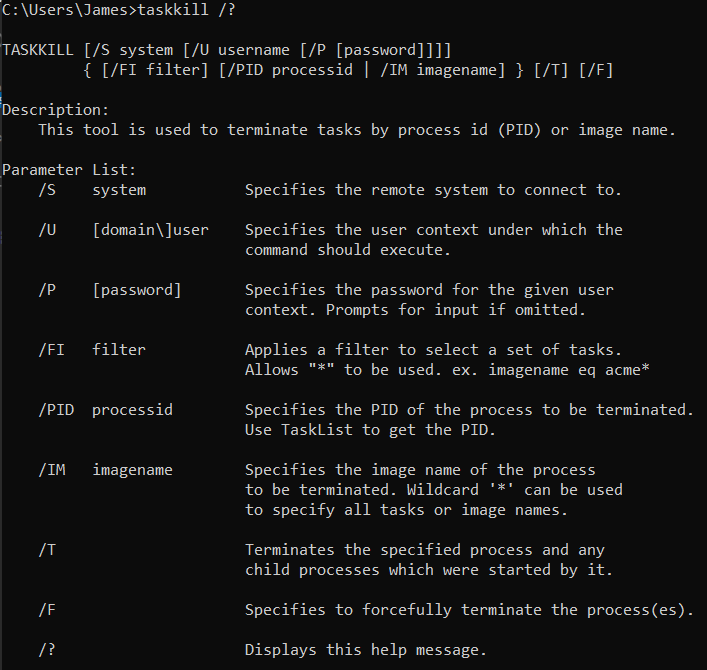 C:\Users\James>taskkill /?
TASKKILL [/S system [/U username [/P [password]]]]
         { [/FI filter] [/PID processid | /IM imagename] } [/T] [/F]
Description:
    This tool is used to terminate tasks by process id (PID) or image name.
Parameter List:
    /S    system           Specifies the remote system to connect to.
    /U    [domain\]user    Specifies the user context under which the
                           command should execute.
    /P    [password]       Specifies the password for the given user
                           context. Prompts for input if omitted.
    /FI   filter           Applies a filter to select a set of tasks.
                           Allows "*" to be used. ex. imagename eq acme*
    /PID  processid        Specifies the PID of the process to be terminated.
                           Use TaskList to get the PID.
    /IM   imagename        Specifies the image name of the process
                           to be terminated. Wildcard '*' can be used
                           to specify all tasks or image names.
    /T                     Terminates the specified process and any
                           child processes which were started by it.
    /F                     Specifies to forcefully terminate the process(es).
    /?                     Displays this help message.